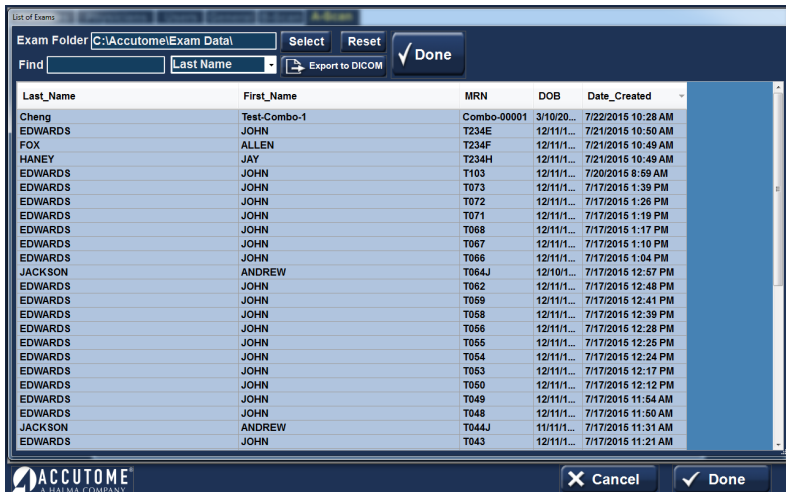 List of Exams
A-Scan
Exam Folder C:\Accutome\Exam Data\ Select Reset
Done
Find Last Name Export to DICOM
Last_Name First_Name MRN DOB Date_Created
Cheng Test-Combo-1 Combo-00001 3/10/20... 7/22/2015 10:28 AM
EDWARDS JOHN T234E 12/11/1... 7/21/2015 10:50 AM
FOX ALLEN T234F 12/11/1... 7/21/2015 10:49 AM
HANEY JAY T234H 12/11/1... 7/21/2015 10:49 AM
EDWARDS JOHN T103 12/11/1... 7/20/2015 8:59 AM
EDWARDS JOHN T073 12/11/1... 7/17/2015 1:39 PM
EDWARDS JOHN T072 12/11/1... 7/17/2015 1:26 PM
EDWARDS JOHN T071 12/11/1... 7/17/2015 1:19 PM
EDWARDS JOHN T068 12/11/1... 7/17/2015 1:17 PM
EDWARDS JOHN T067 12/11/1... 7/17/2015 1:10 PM
EDWARDS JOHN T066 12/11/1... 7/17/2015 1:04 PM
JACKSON ANDREW T064J 12/10/1... 7/17/2015 12:57 PM
EDWARDS JOHN T062 12/11/1... 7/17/2015 12:48 PM
EDWARDS JOHN T059 12/11/1... 7/17/2015 12:41 PM
EDWARDS JOHN T058 12/11/1... 7/17/2015 12:39 PM
EDWARDS JOHN T056 12/11/1... 7/17/2015 12:28 PM
EDWARDS JOHN T055 12/11/1... 7/17/2015 12:25 PM
EDWARDS JOHN T054 12/11/1... 7/17/2015 12:24 PM
EDWARDS JOHN T053 12/11/1... 7/17/2015 12:17 PM
EDWARDS JOHN T050 12/11/1... 7/17/2015 12:12 PM
EDWARDS JOHN T049 12/11/1... 7/17/2015 11:54 AM
EDWARDS JOHN T048 12/11/1... 7/17/2015 11:50 AM
JACKSON ANDREW T044J 11/11/1... 7/17/2015 11:31 AM
EDWARDS JOHN T043 12/11/1... 7/17/2015 11:21 AM
ACCUTOME Cancel Done
A HALMA COMPANY